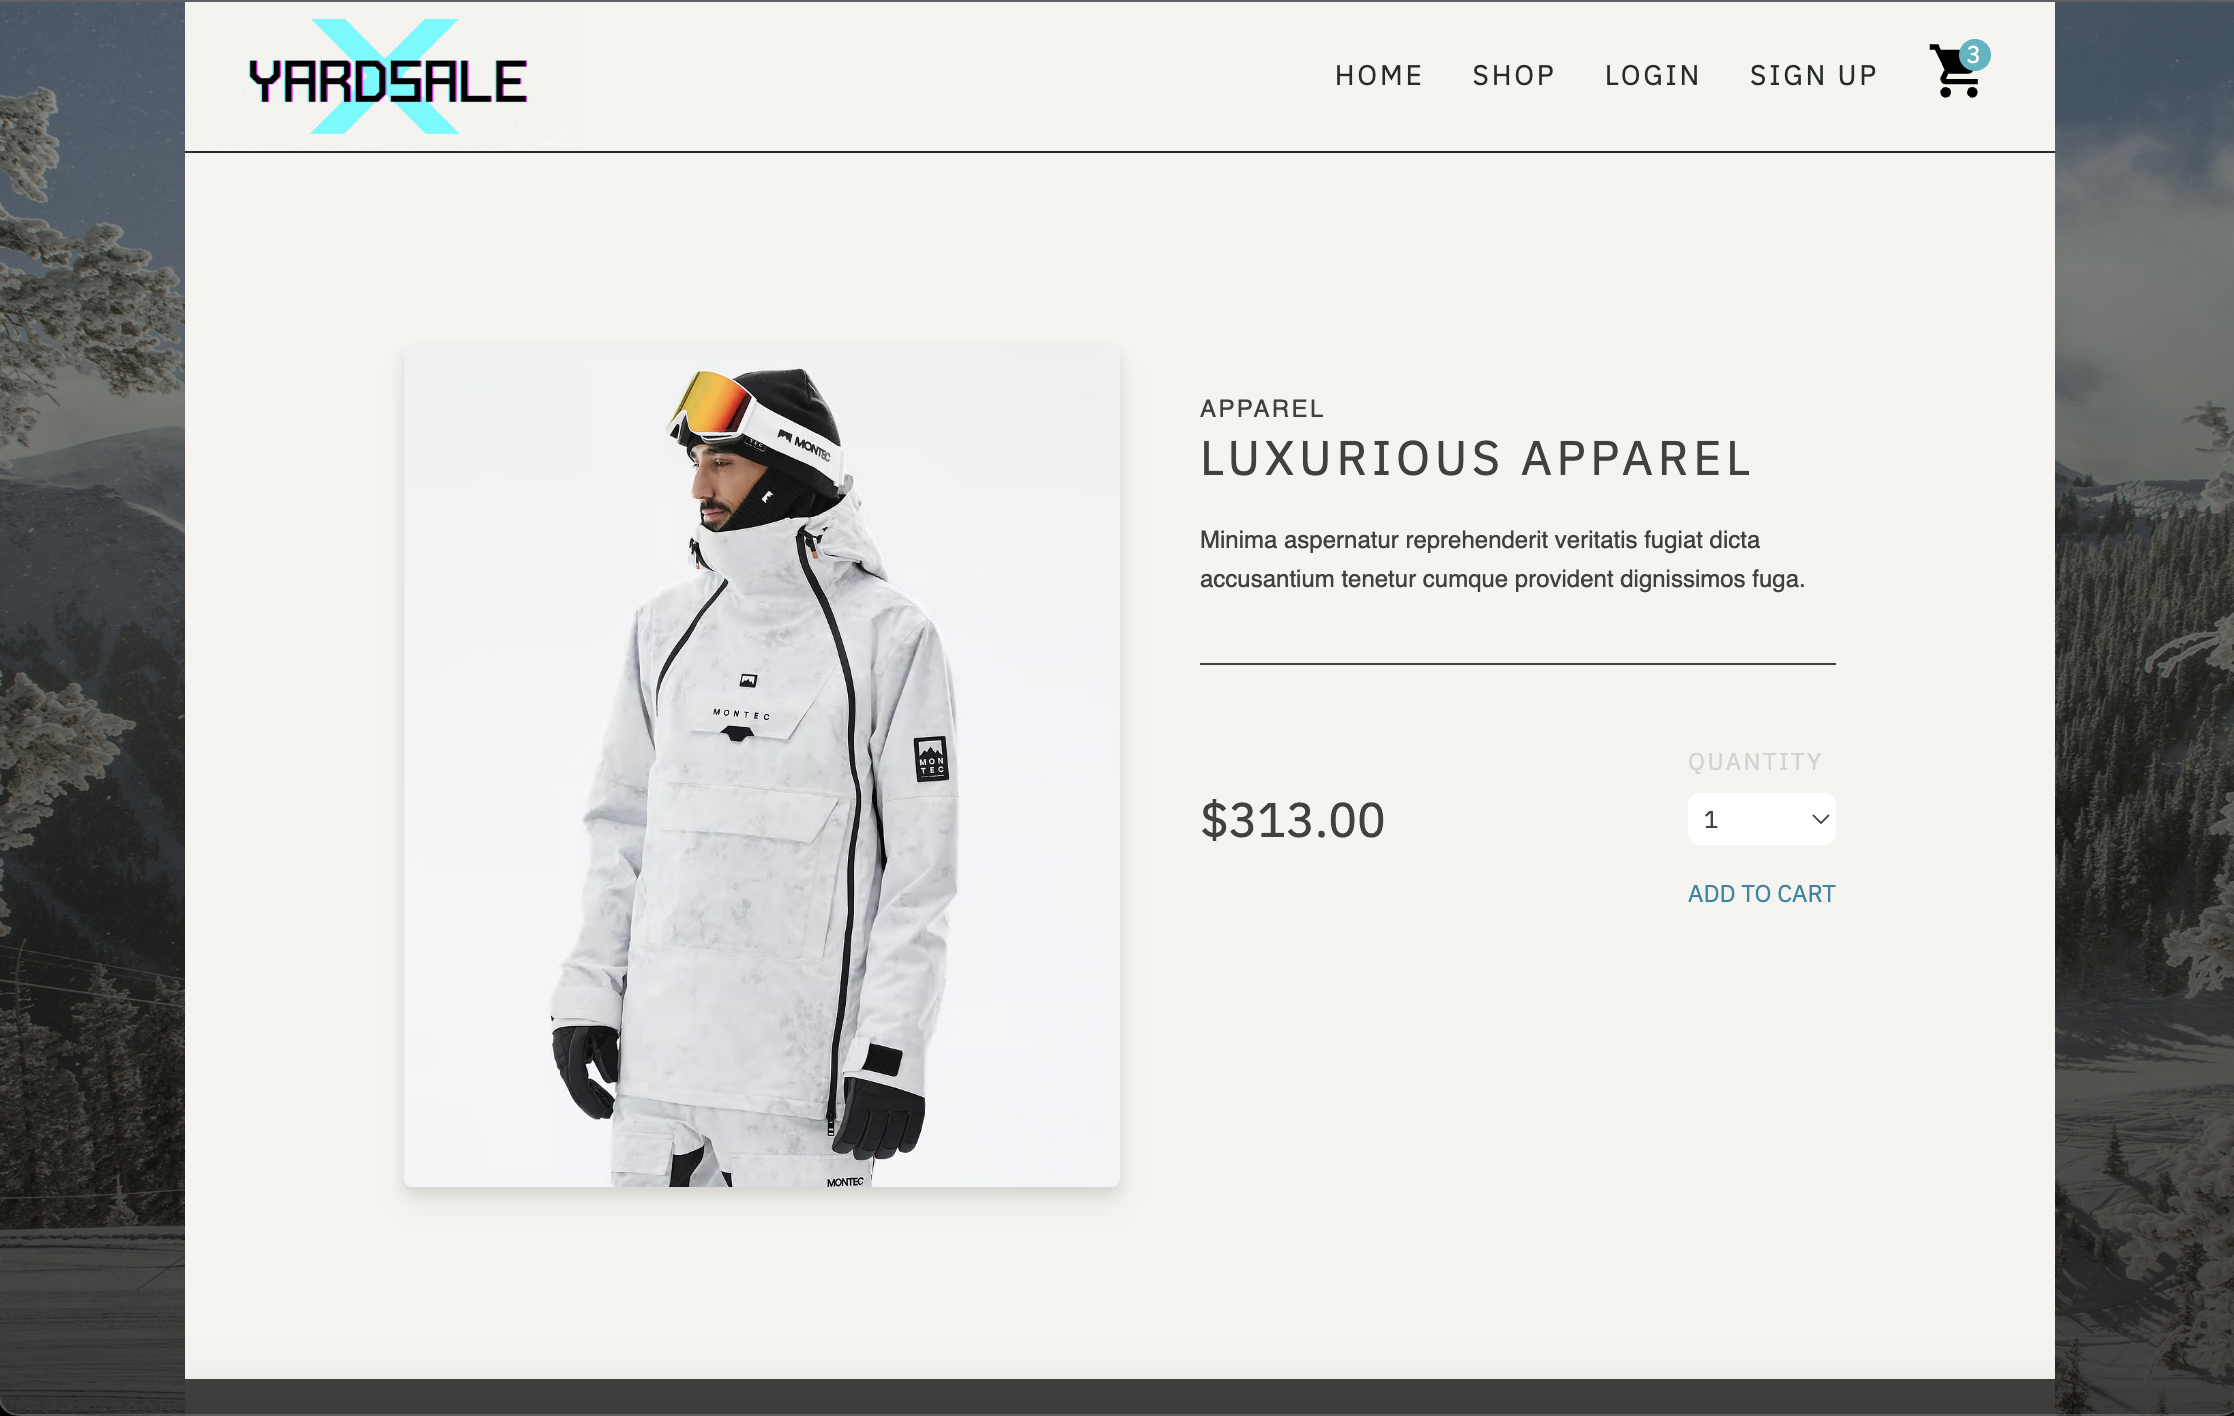 YARDSALE
X
HOME SHOP LOGIN SIGN UP 3
MONTEC
MONTEC
MON
TEC
MONTEC
APPAREL
LUXURIOUS APPAREL
Minima aspernatur reprehenderit veritatis fugiat dicta
accusantium tenetur cumque provident dignissimos fuga.
QUANTITY
$313.00
1
ADD TO CART